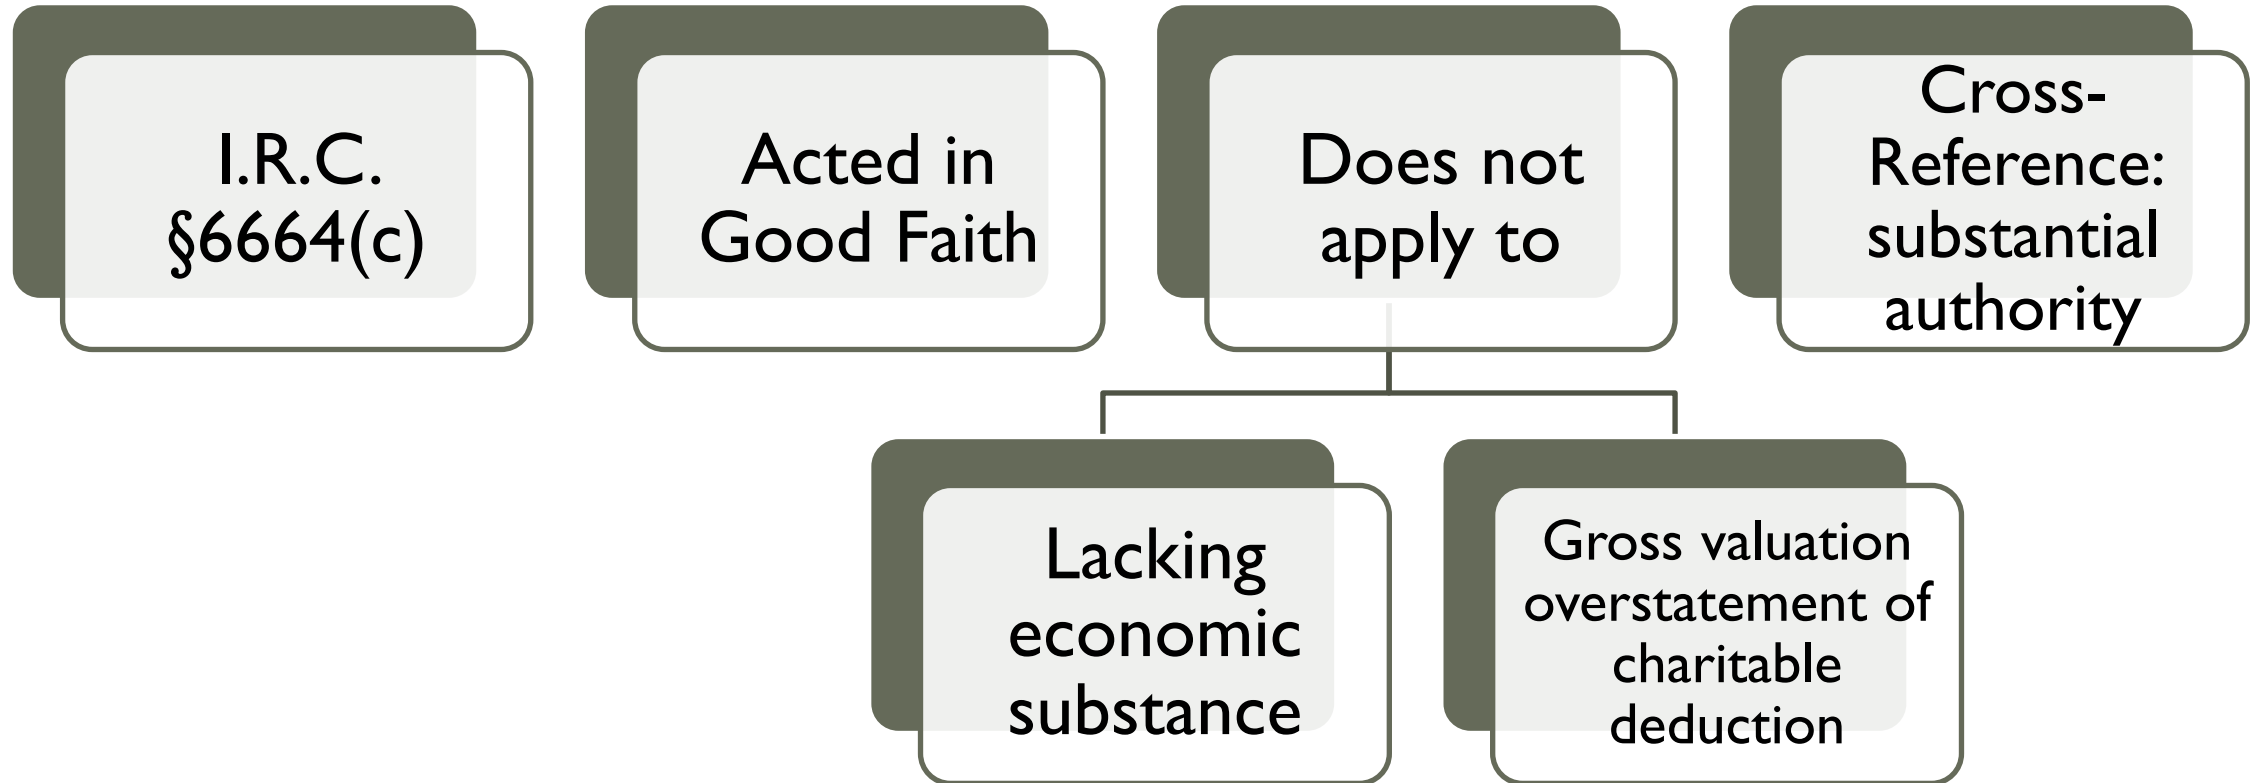 I.R.C.
§6664(c)
Acted in
Good Faith
Does not
apply to
Cross-
Reference:
substantial
authority
Lacking
economic
substance
Gross valuation
overstatement of
charitable
deduction